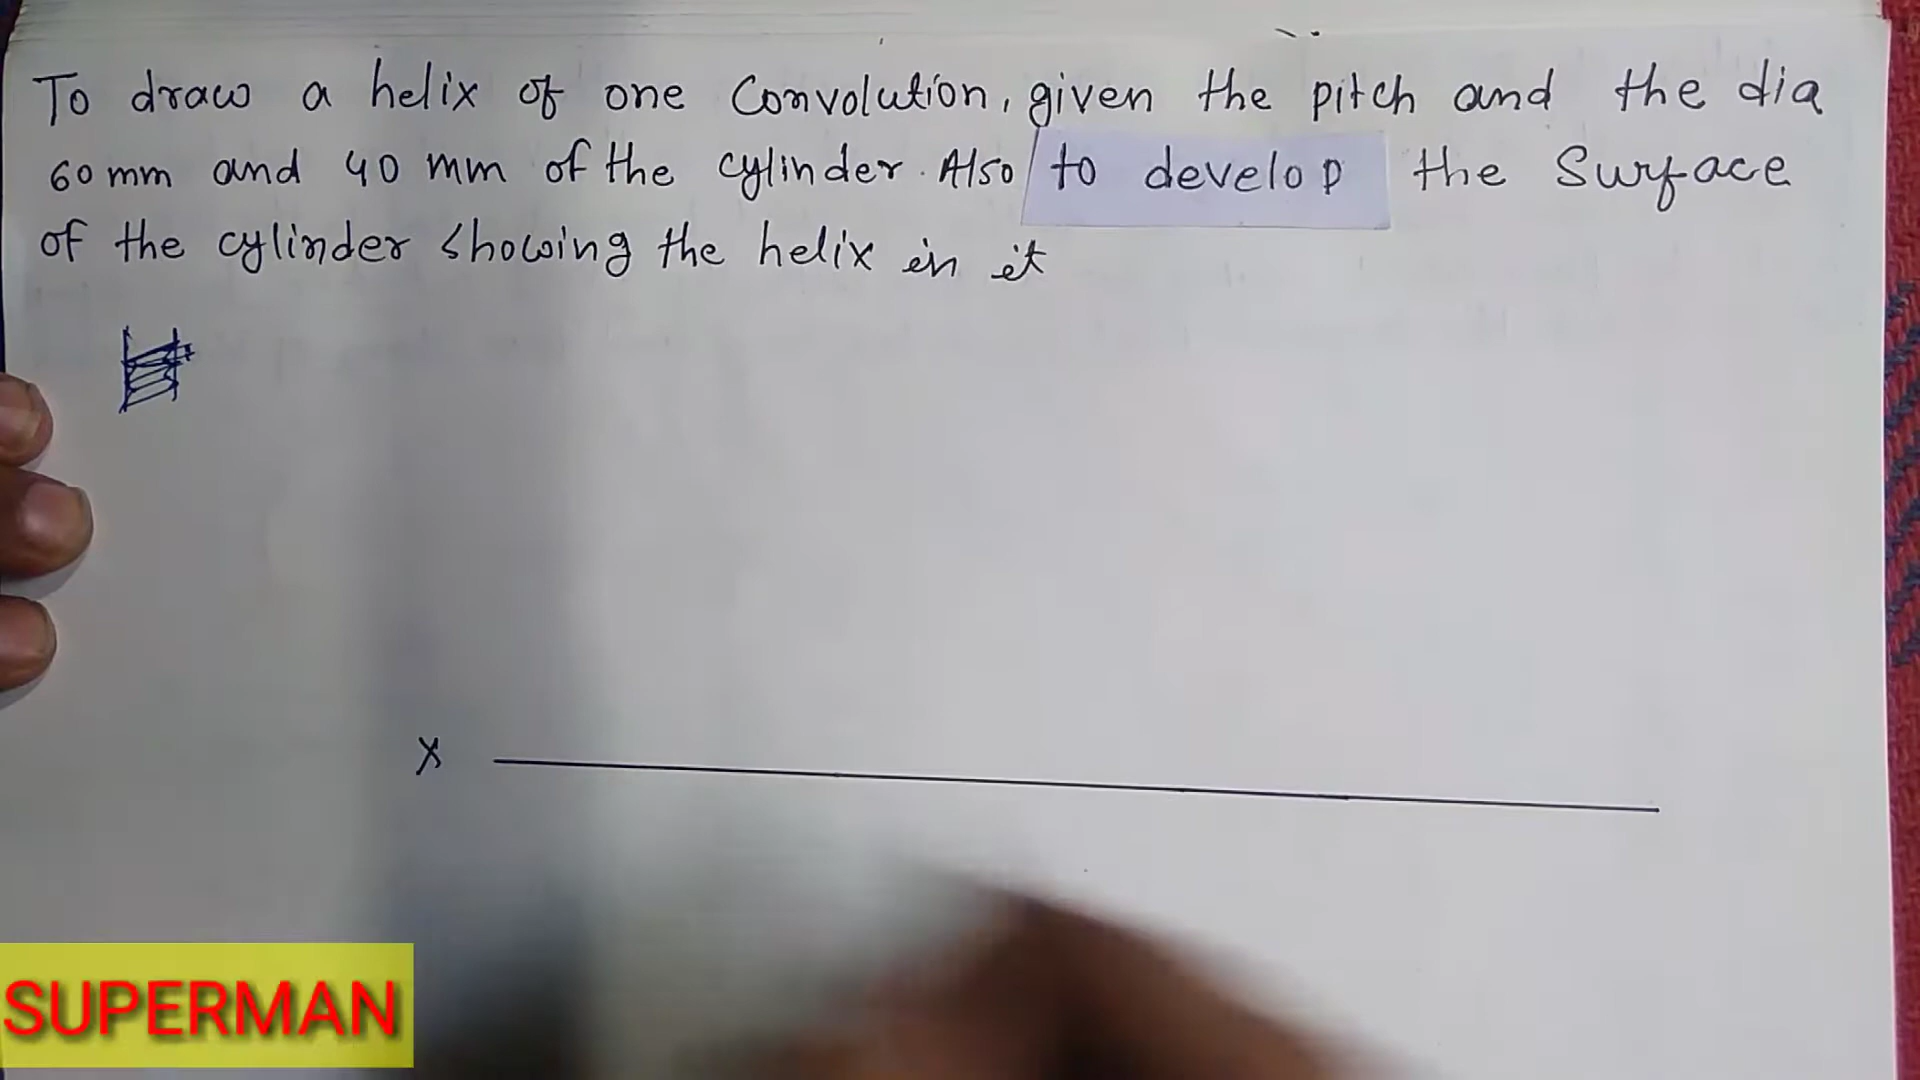 To draw a helix of one Convolution, given the pitch and the dia
60 mm and 40 mm of the cylinder. Also to develop the Surface
of the cylinder showing the helix in it
X
SUPERMAN